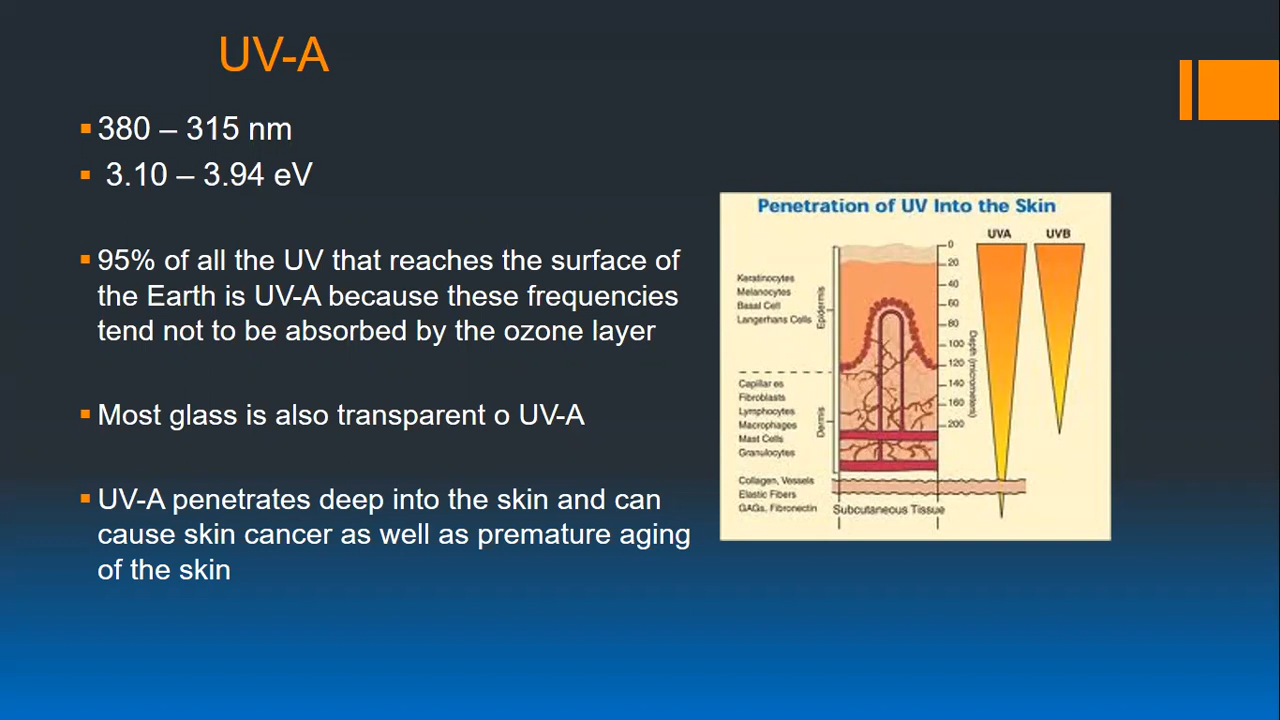 UV-A
380 – 315 nm
3.10 – 3.94 eV
95% of all the UV that reaches the surface of
the Earth is UV-A because these frequencies
tend not to be absorbed by the ozone layer
Most glass is also transparent o UV-A
UV-A penetrates deep into the skin and can
cause skin cancer as well as premature aging
of the skin
Penetration of UV Into the Skin
UVA
UVB
Keratinocytes
Melanocytes
Basal Cell
Langerhans Cells
Epidermis
Capillar es
Fibroblasts
Lymphocytes
Macrophages
Mast Cells
Granulocytes
Dermis
Collagen, Vessels
Elastic Fibers
GAGs, Fibronectin
Subcutaneous Tissue
0
20
40
60
80
100
120
140
160
200
Depth (micrometers)